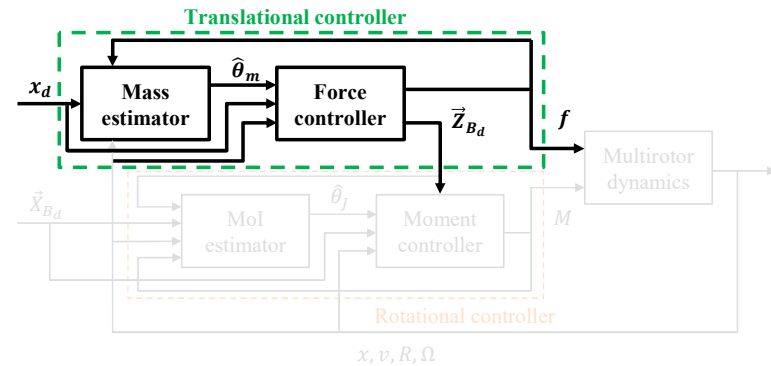 Translational controller
x_d
Mass
estimator
θ̂_m
Force
controller
Z⃗_{B_d}
f
Multirotor
dynamics
X⃗_{B_d}
MoI
estimator
θ̂_J
Moment
controller
M
Rotational controller
x, v, R, Ω